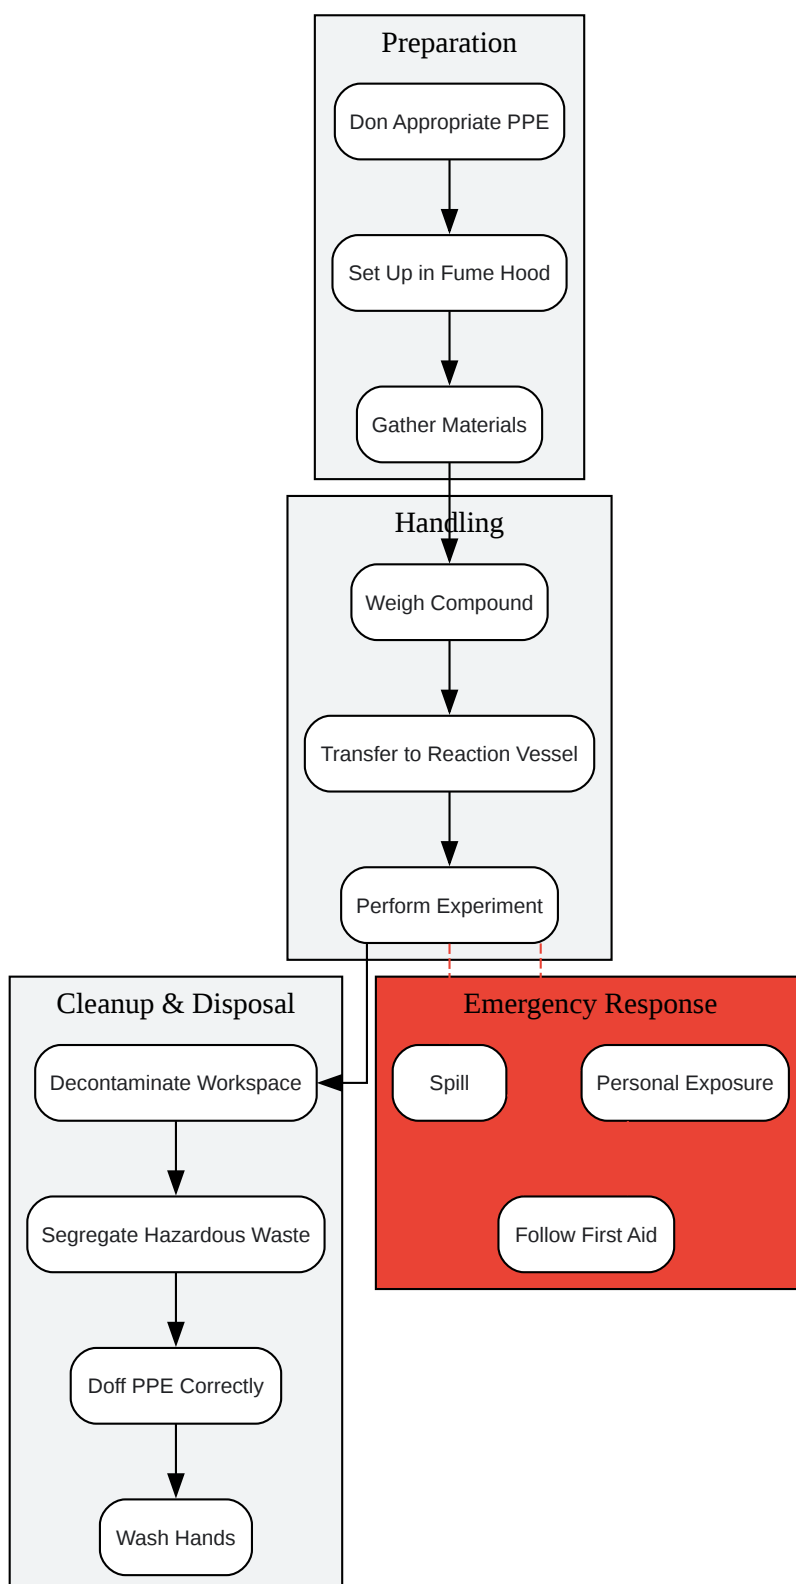 Preparation
Don Appropriate PPE
Set Up in Fume Hood
Gather Materials
Handling
Weigh Compound
Transfer to Reaction Vessel
Perform Experiment
Cleanup & Disposal
Decontaminate Workspace
Segregate Hazardous Waste
Doff PPE Correctly
Wash Hands
Emergency Response
Spill
Personal Exposure
Follow First Aid